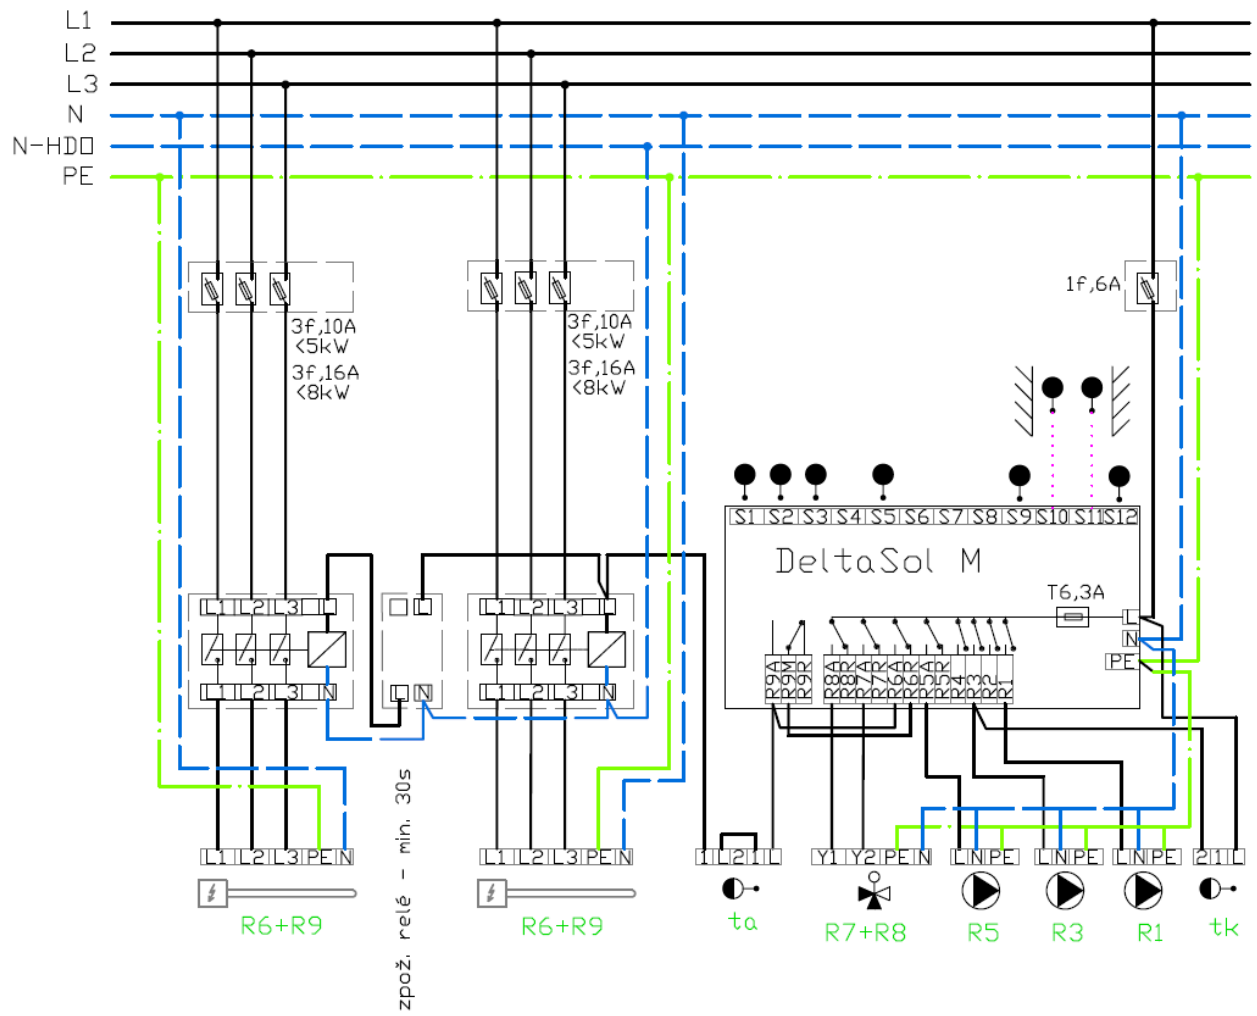 L1
L2
L3
N
N-HDO
PE
3f,10A
<5kW
3f,16A
<8kW
3f,10A
<5kW
3f,16A
<8kW
1f,6A
S1 S2 S3 S4 S5 S6 S7 S8 S9 S10 S11 S12
DeltaSol M
T6,3A
L
N
PE
L1 L2 L3 L
L
L1 L2 L3 L
R9A R9M R9R R8A R8R R7A R7R R6A R6R R5A R5R R4 R3 R2 R1
L1 L2 L3 N
L N
L1 L2 L3 N
zpož. relé - min. 30s
L1 L2 L3 PE N
L1 L2 L3 PE N
1 L 2 1 L
Y1 Y2 PE N
L N PE
L N PE
L N PE
2 1 L
R6+R9
R6+R9
ta
R7+R8
R5
R3
R1
tk